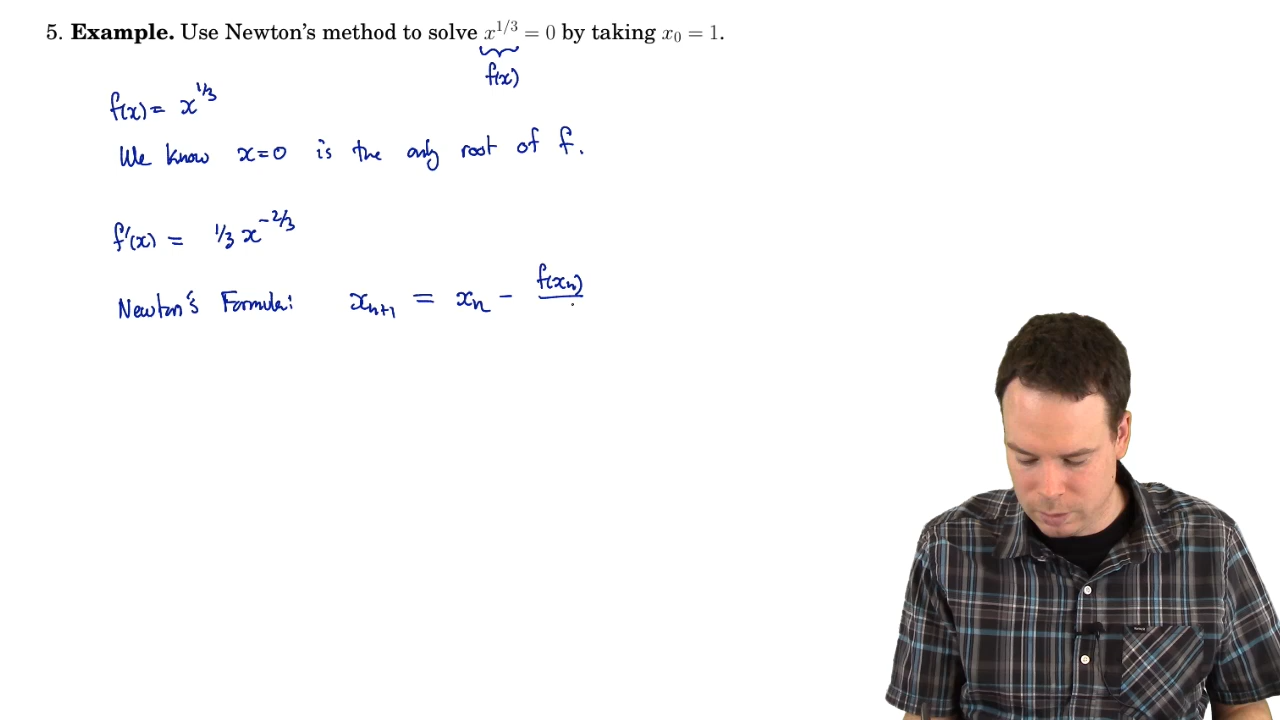 5. Example. Use Newton's method to solve x^{1/3} = 0 by taking x_0 = 1.
f(x)
f(x) = x^{1/3}
We know x=0 is the only root of f.
f'(x) = 1/3 x^{-2/3}
Newton's Formula: x_{n+1} = x_n - f(x_n)